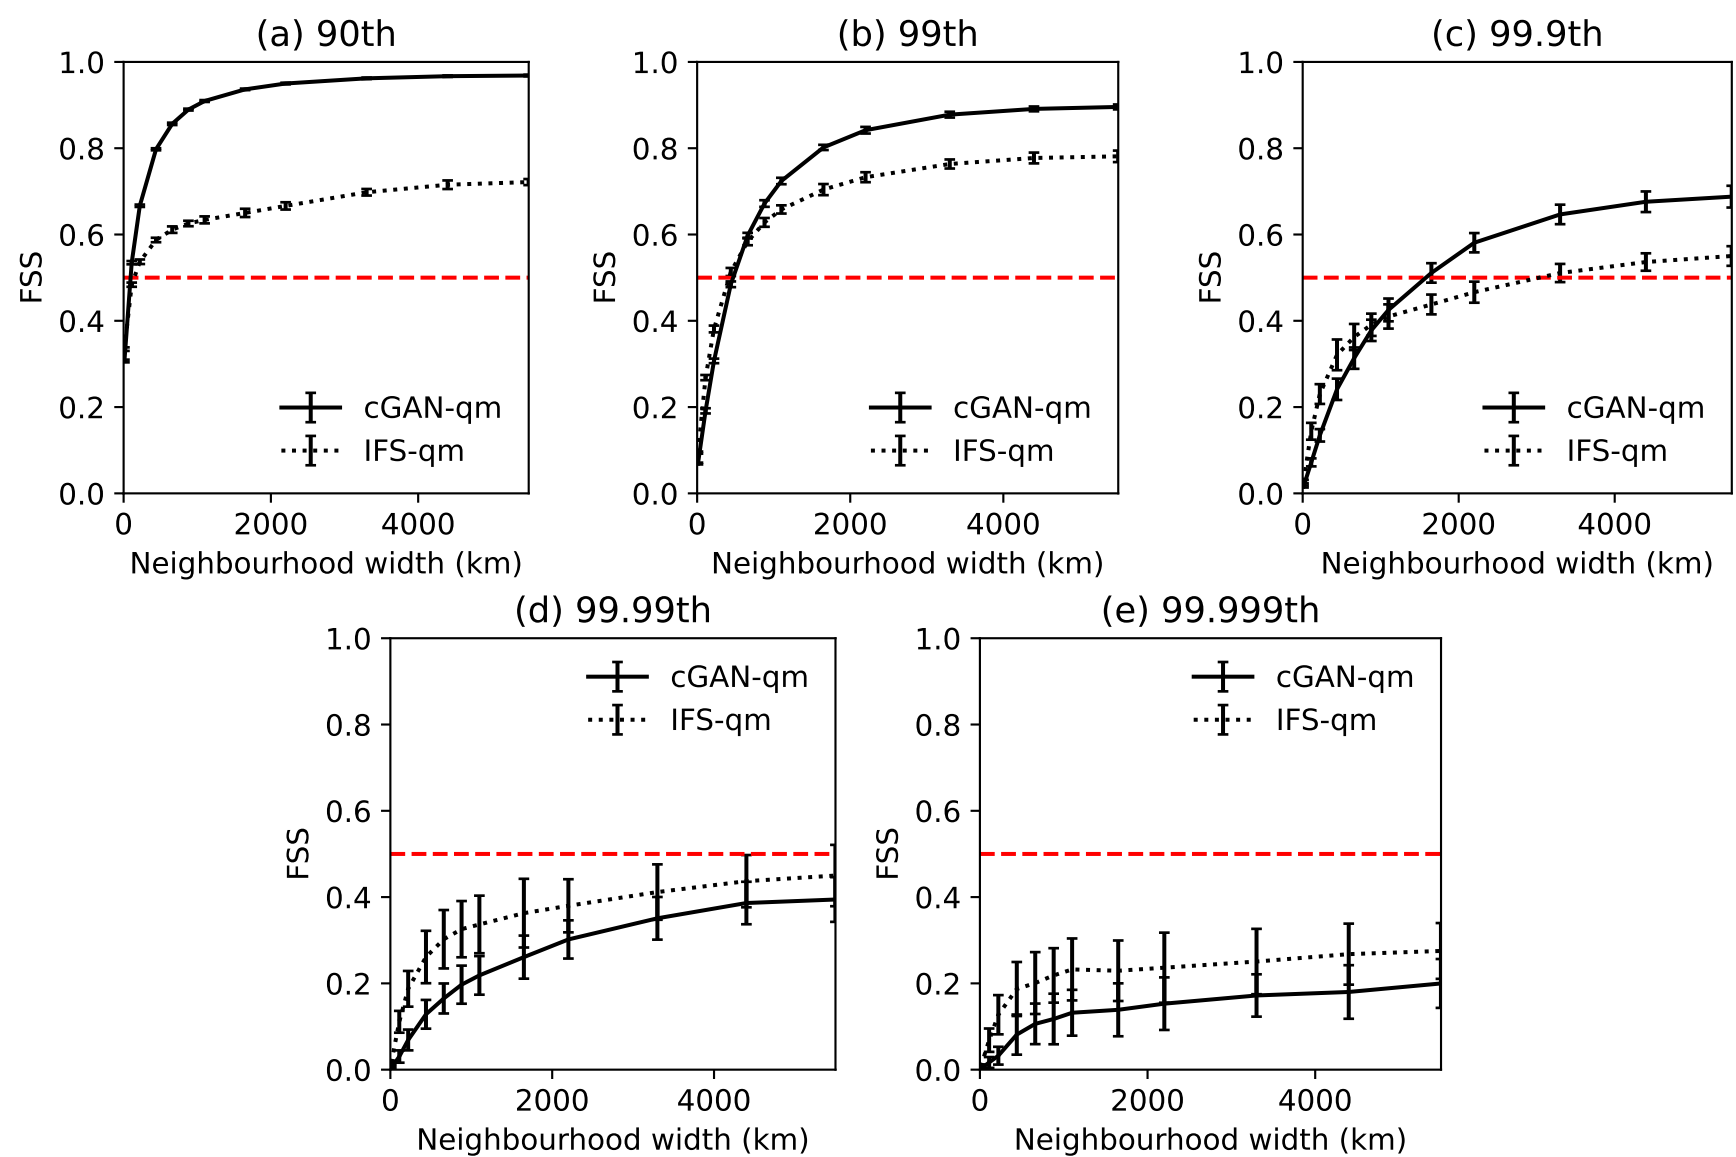 (a) 90th
1.0
0.8
0.6
0.4
0.2
0.0
FSS
cGAN-qm
IFS-qm
0 2000 4000
Neighbourhood width (km)
(b) 99th
1.0
0.8
0.6
0.4
0.2
0.0
FSS
cGAN-qm
IFS-qm
0 2000 4000
Neighbourhood width (km)
(c) 99.9th
1.0
0.8
0.6
0.4
0.2
0.0
FSS
cGAN-qm
IFS-qm
0 2000 4000
Neighbourhood width (km)
(d) 99.99th
1.0
0.8
0.6
0.4
0.2
0.0
FSS
cGAN-qm
IFS-qm
0 2000 4000
Neighbourhood width (km)
(e) 99.999th
1.0
0.8
0.6
0.4
0.2
0.0
FSS
cGAN-qm
IFS-qm
0 2000 4000
Neighbourhood width (km)